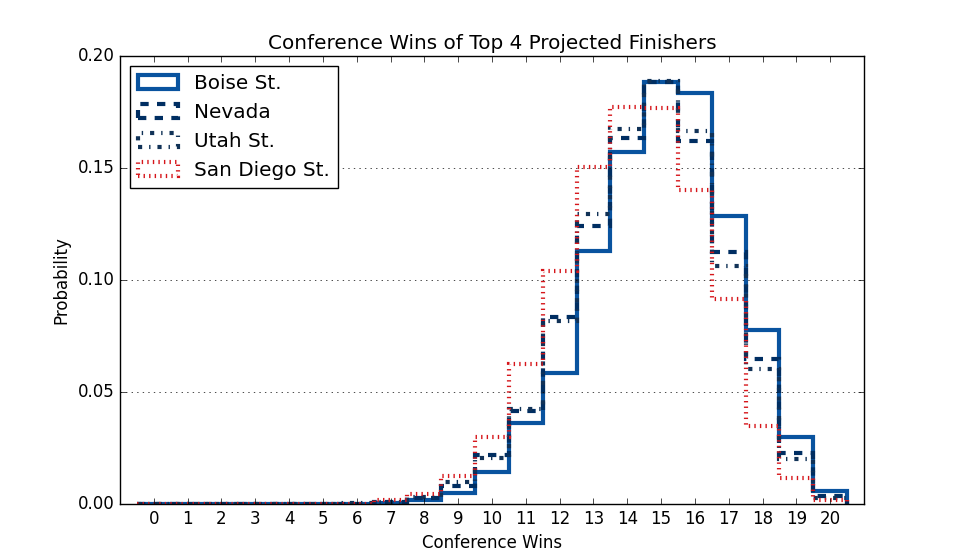 Conference Wins of Top 4 Projected Finishers
Boise St.
Nevada
Utah St.
San Diego St.
0.20
0.15
0.10
0.05
0.00
Probability
0 1 2 3 4 5 6 7 8 9 10 11 12 13 14 15 16 17 18 19 20
Conference Wins